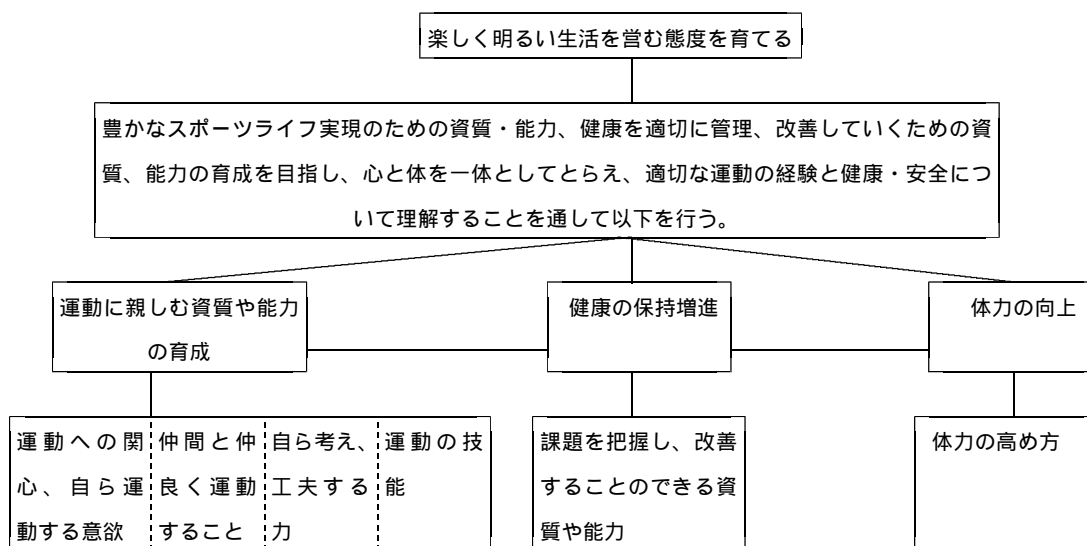 楽しく明るい生活を営む態度を育てる
豊かなスポーツライフ実現のための資質・能力、健康を適切に管理、改善していくための資
質、能力の育成を目指し、心と体を一体としてとらえ、適切な運動の経験と健康・安全につ
いて理解することを通して以下を行う。
運動に親しむ資質や能力
の育成
健康の保持増進
体力の向上
運動への関
心、自ら運
動する意欲
仲間と仲
良く運動
すること
自ら考え、
工夫する
力
運動の技
能
課題を把握し、改善
することのできる資
質や能力
体力の高め方